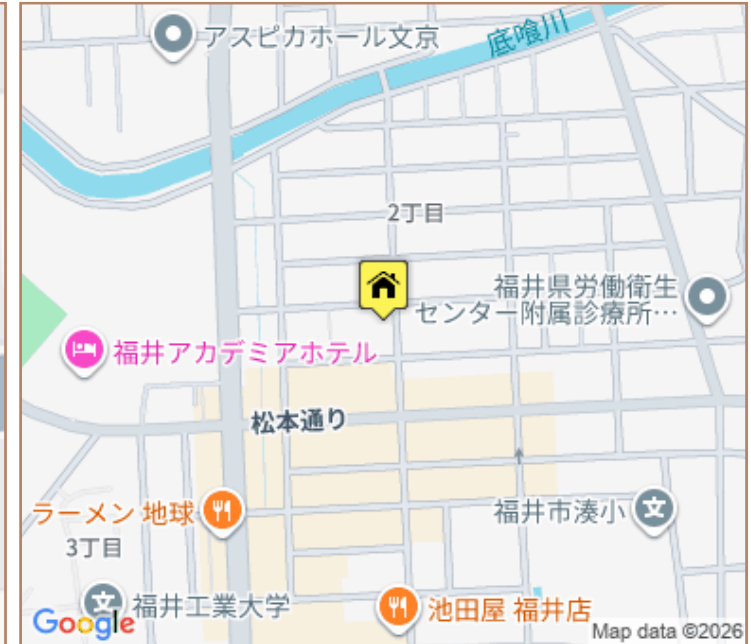 アスピカホール文京
底喰川
2丁目
福井県労働衛生
センター附属診療所…
福井アカデミアホテル
松本通り
ラーメン 地球
福井市湊小
3丁目
福井工業大学
池田屋 福井店
Google
Map data ©2026